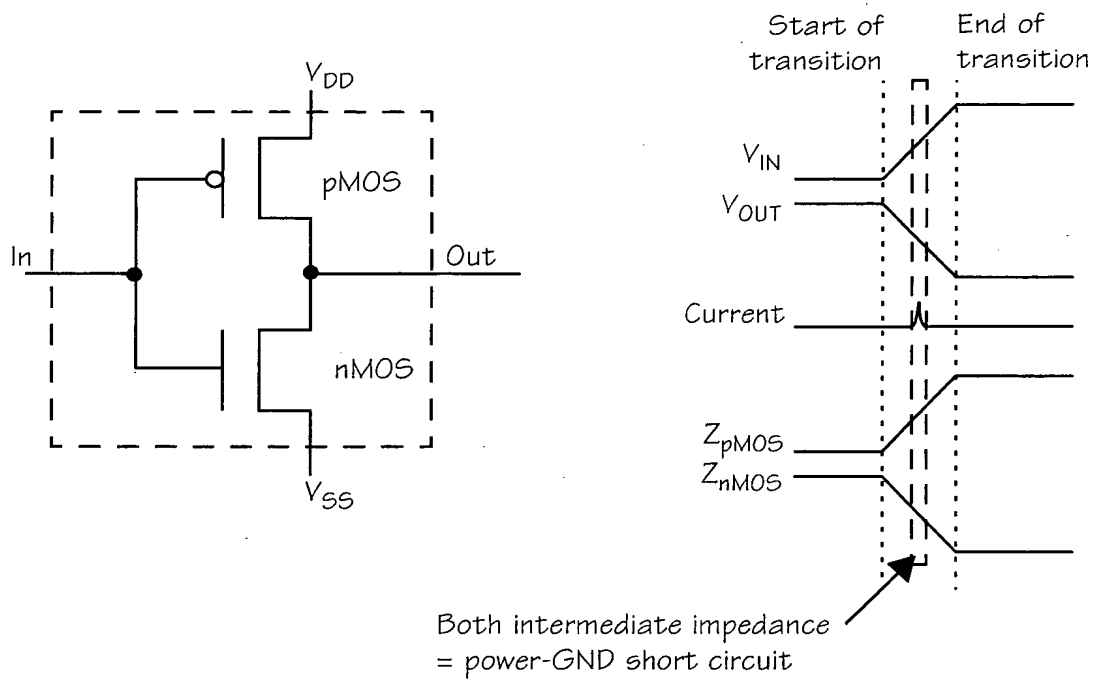 V_DD
pMOS
In
Out
nMOS
V_SS
Start of
transition
End of
transition
V_IN
V_OUT
Current
Z_pMOS
Z_nMOS
Both intermediate impedance
= power-GND short circuit